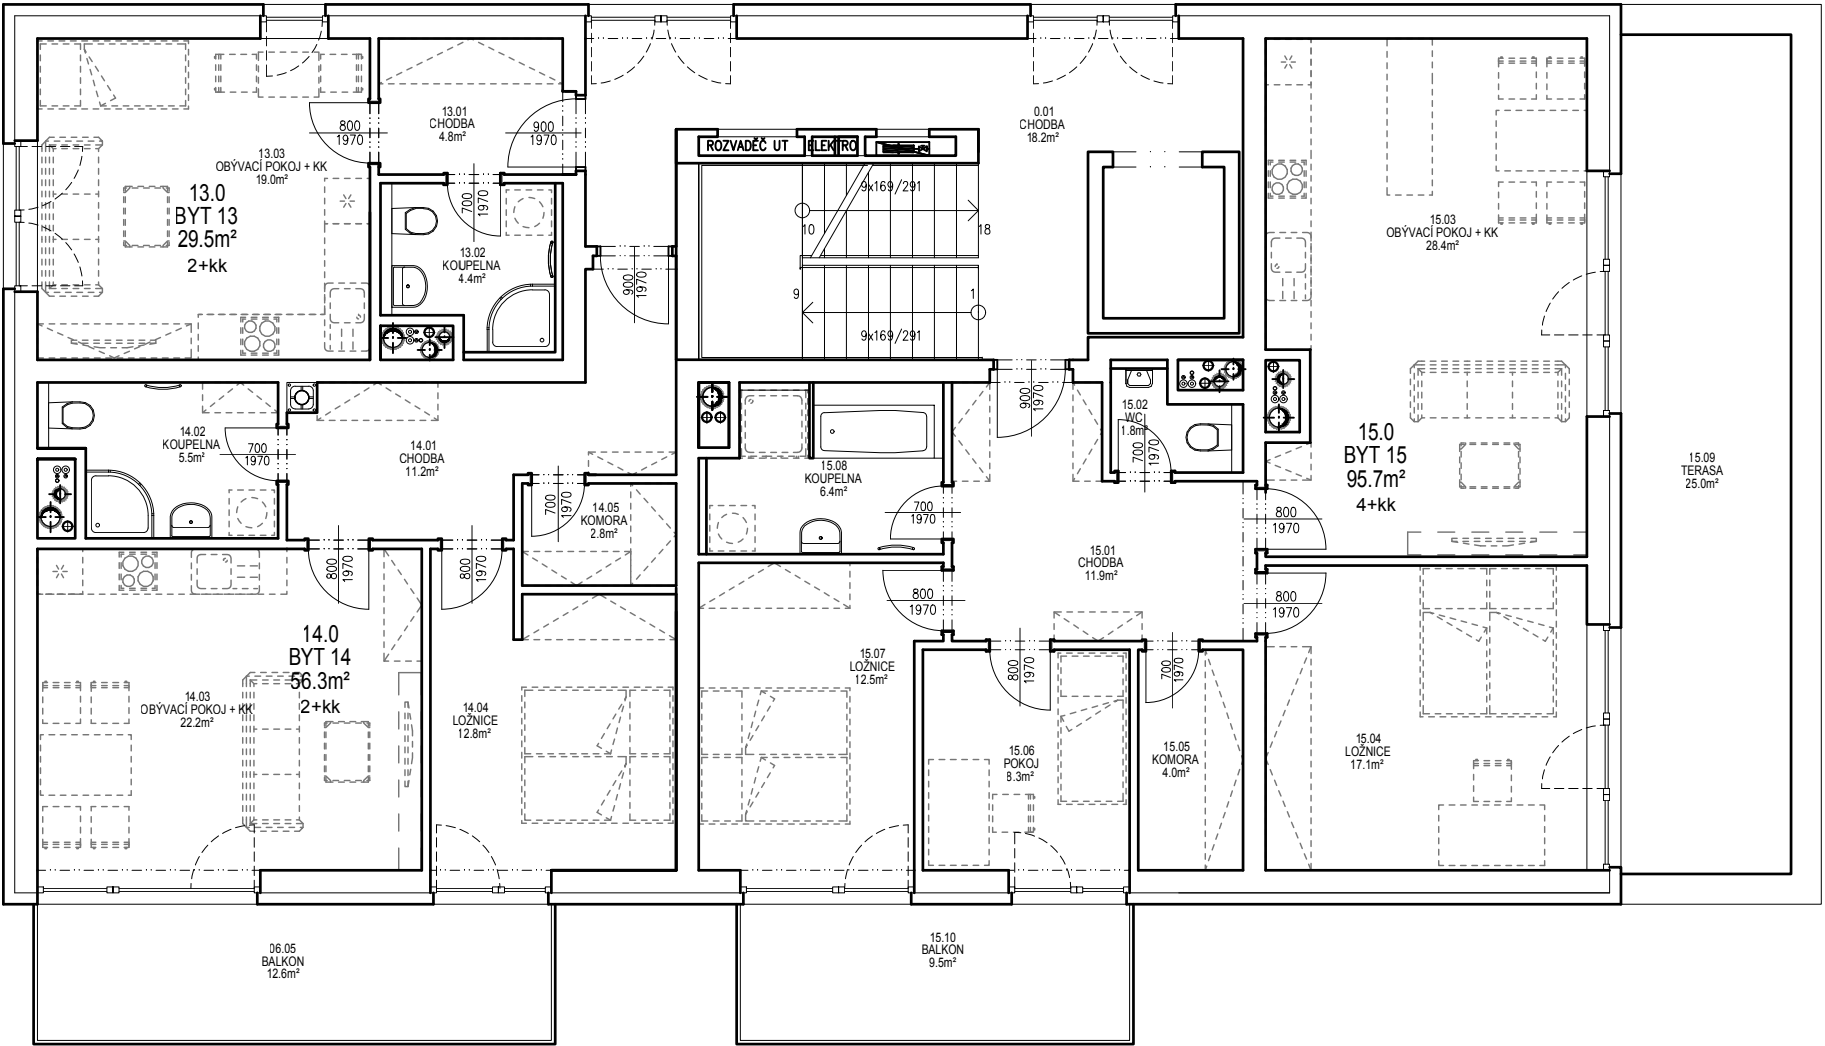 13.01
CHODBA
4.8m²
900
1970
800
1970
13.03
OBÝVACÍ POKOJ + KK
19.0m²
13.0
BYT 13
29.5m²
2+kk
700
1970
13.02
KOUPELNA
4.4m²
900
1970
0.01
CHODBA
18.2m²
ROZVADĚČ UT
ELEKTRO
9x169/291
10
18
9
1
9x169/291
15.03
OBÝVACÍ POKOJ + KK
28.4m²
15.0
BYT 15
95.7m²
4+kk
15.09
TERASA
25.0m²
14.02
KOUPELNA
5.5m²
700
1970
14.01
CHODBA
11.2m²
700
1970
14.05
KOMORA
2.8m²
15.08
KOUPELNA
6.4m²
700
1970
900
1970
15.02
WC
1.8m²
700
1970
800
1970
15.01
CHODBA
11.9m²
800
1970
800
1970
800
1970
800
1970
14.0
BYT 14
56.3m²
2+kk
14.03
OBÝVACÍ POKOJ + KK
22.2m²
14.04
LOŽNICE
12.8m²
15.07
LOŽNICE
12.5m²
800
1970
700
1970
15.06
POKOJ
8.3m²
15.05
KOMORA
4.0m²
15.04
LOŽNICE
17.1m²
06.05
BALKON
12.6m²
15.10
BALKON
9.5m²